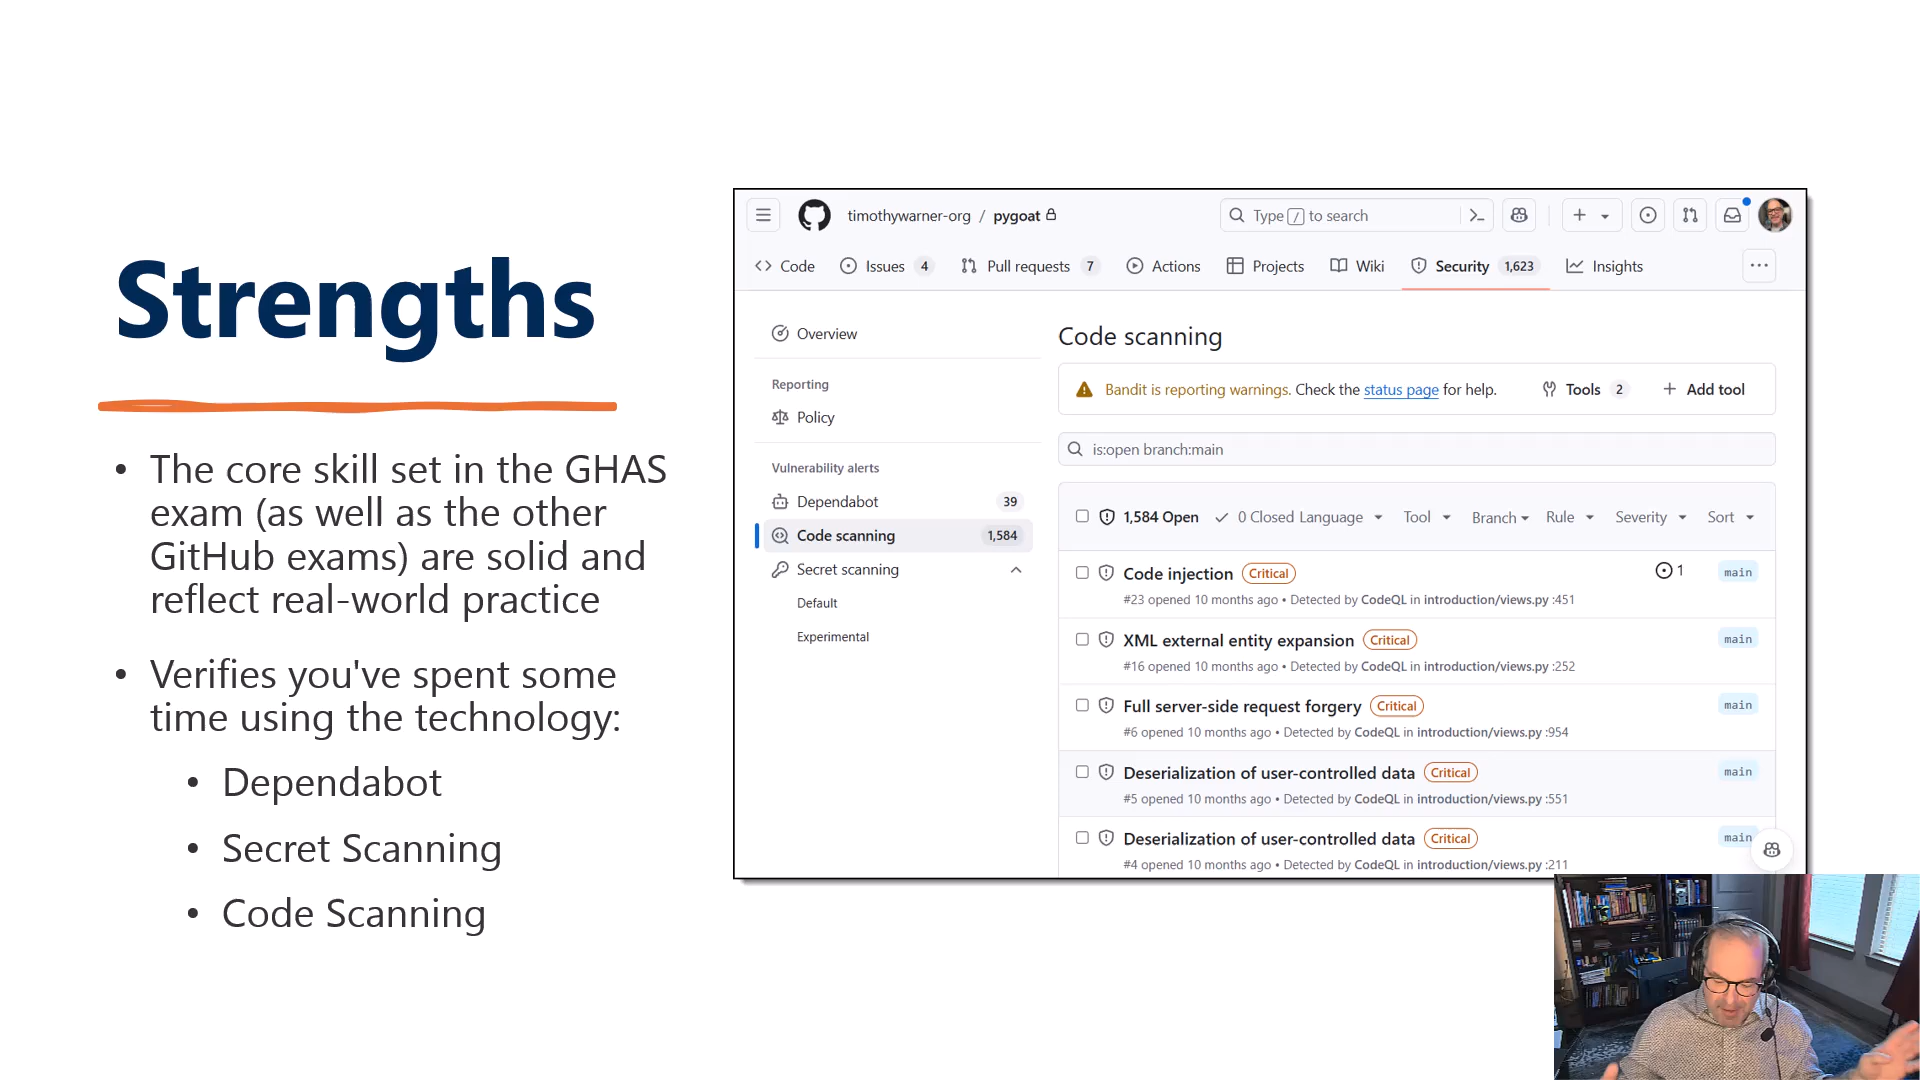 Strengths
• The core skill set in the GHAS
exam (as well as the other
GitHub exams) are solid and
reflect real-world practice
• Verifies you've spent some
time using the technology:
• Dependabot
• Secret Scanning
• Code Scanning
timothywarner-org / pygoat
Type / to search
Code
Issues 4
Pull requests 7
Actions
Projects
Wiki
Security 1,623
Insights
Overview
Reporting
Policy
Vulnerability alerts
Dependabot 39
Code scanning 1,584
Secret scanning
Default
Experimental
Code scanning
Bandit is reporting warnings. Check the status page for help.
Tools 2
Add tool
is:open branch:main
1,584 Open 0 Closed Language Tool Branch Rule Severity Sort
Code injection Critical 1 main
#23 opened 10 months ago • Detected by CodeQL in introduction/views.py :451
XML external entity expansion Critical main
#16 opened 10 months ago • Detected by CodeQL in introduction/views.py :252
Full server-side request forgery Critical main
#6 opened 10 months ago • Detected by CodeQL in introduction/views.py :954
Deserialization of user-controlled data Critical main
#5 opened 10 months ago • Detected by CodeQL in introduction/views.py :551
Deserialization of user-controlled data Critical main
#4 opened 10 months ago • Detected by CodeQL in introduction/views.py :211